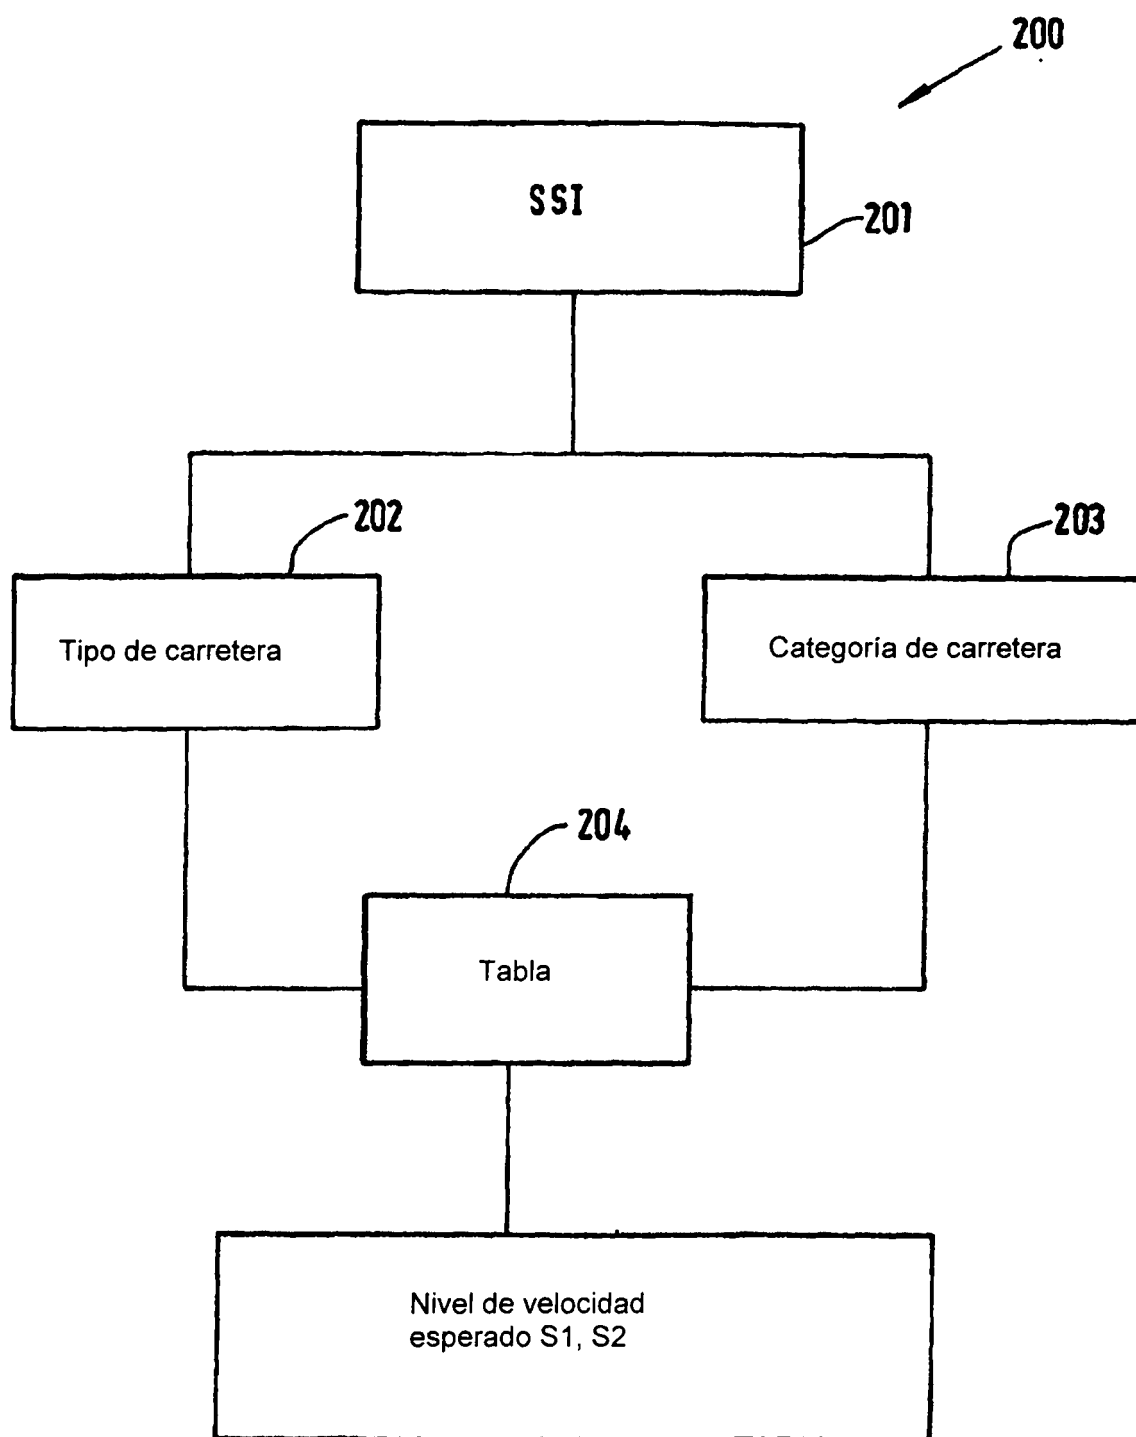 200
SSI
201
202
203
Tipo de carretera
Categoría de carretera
204
Tabla
Nivel de velocidad
esperado S1, S2